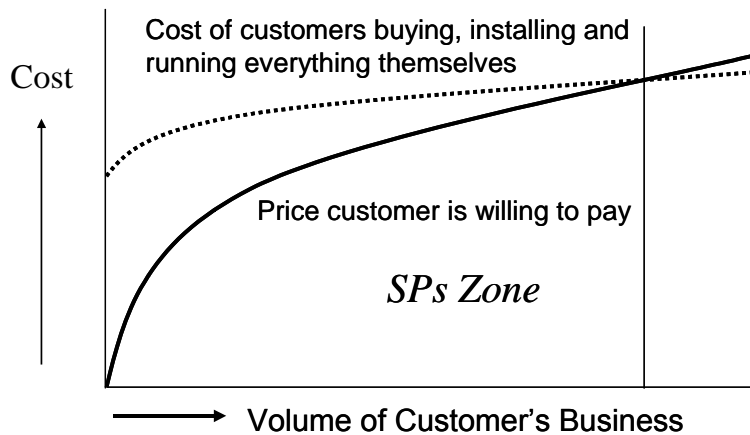 Cost of customers buying, installing and
running everything themselves
Cost
Price customer is willing to pay
SPs Zone
Volume of Customer's Business